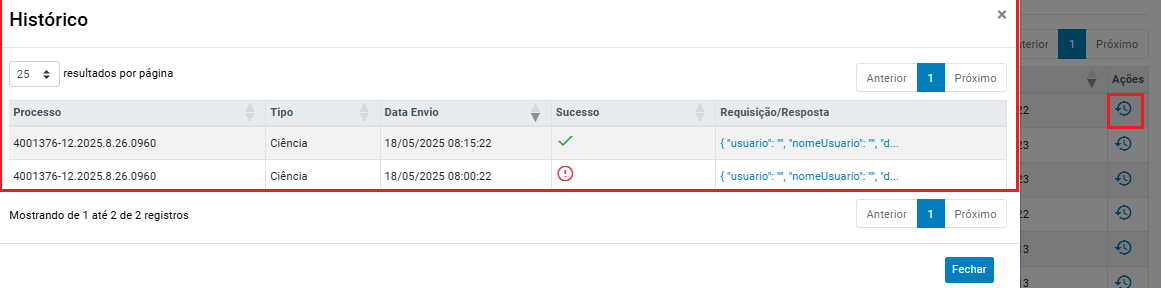 Histórico ×
25 resultados por página Anterior 1 Próximo
Processo Tipo Data Envio Sucesso Requisição/Resposta
4001376-12.2025.8.26.0960 Ciência 18/05/2025 08:15:22 { "usuario": "", "nomeUsuario": "", "d...
4001376-12.2025.8.26.0960 Ciência 18/05/2025 08:00:22 { "usuario": "", "nomeUsuario": "", "d...
Mostrando de 1 até 2 de 2 registros Anterior 1 Próximo
Fechar
terior 1 Próximo
Ações
22
23
23
22
13
13